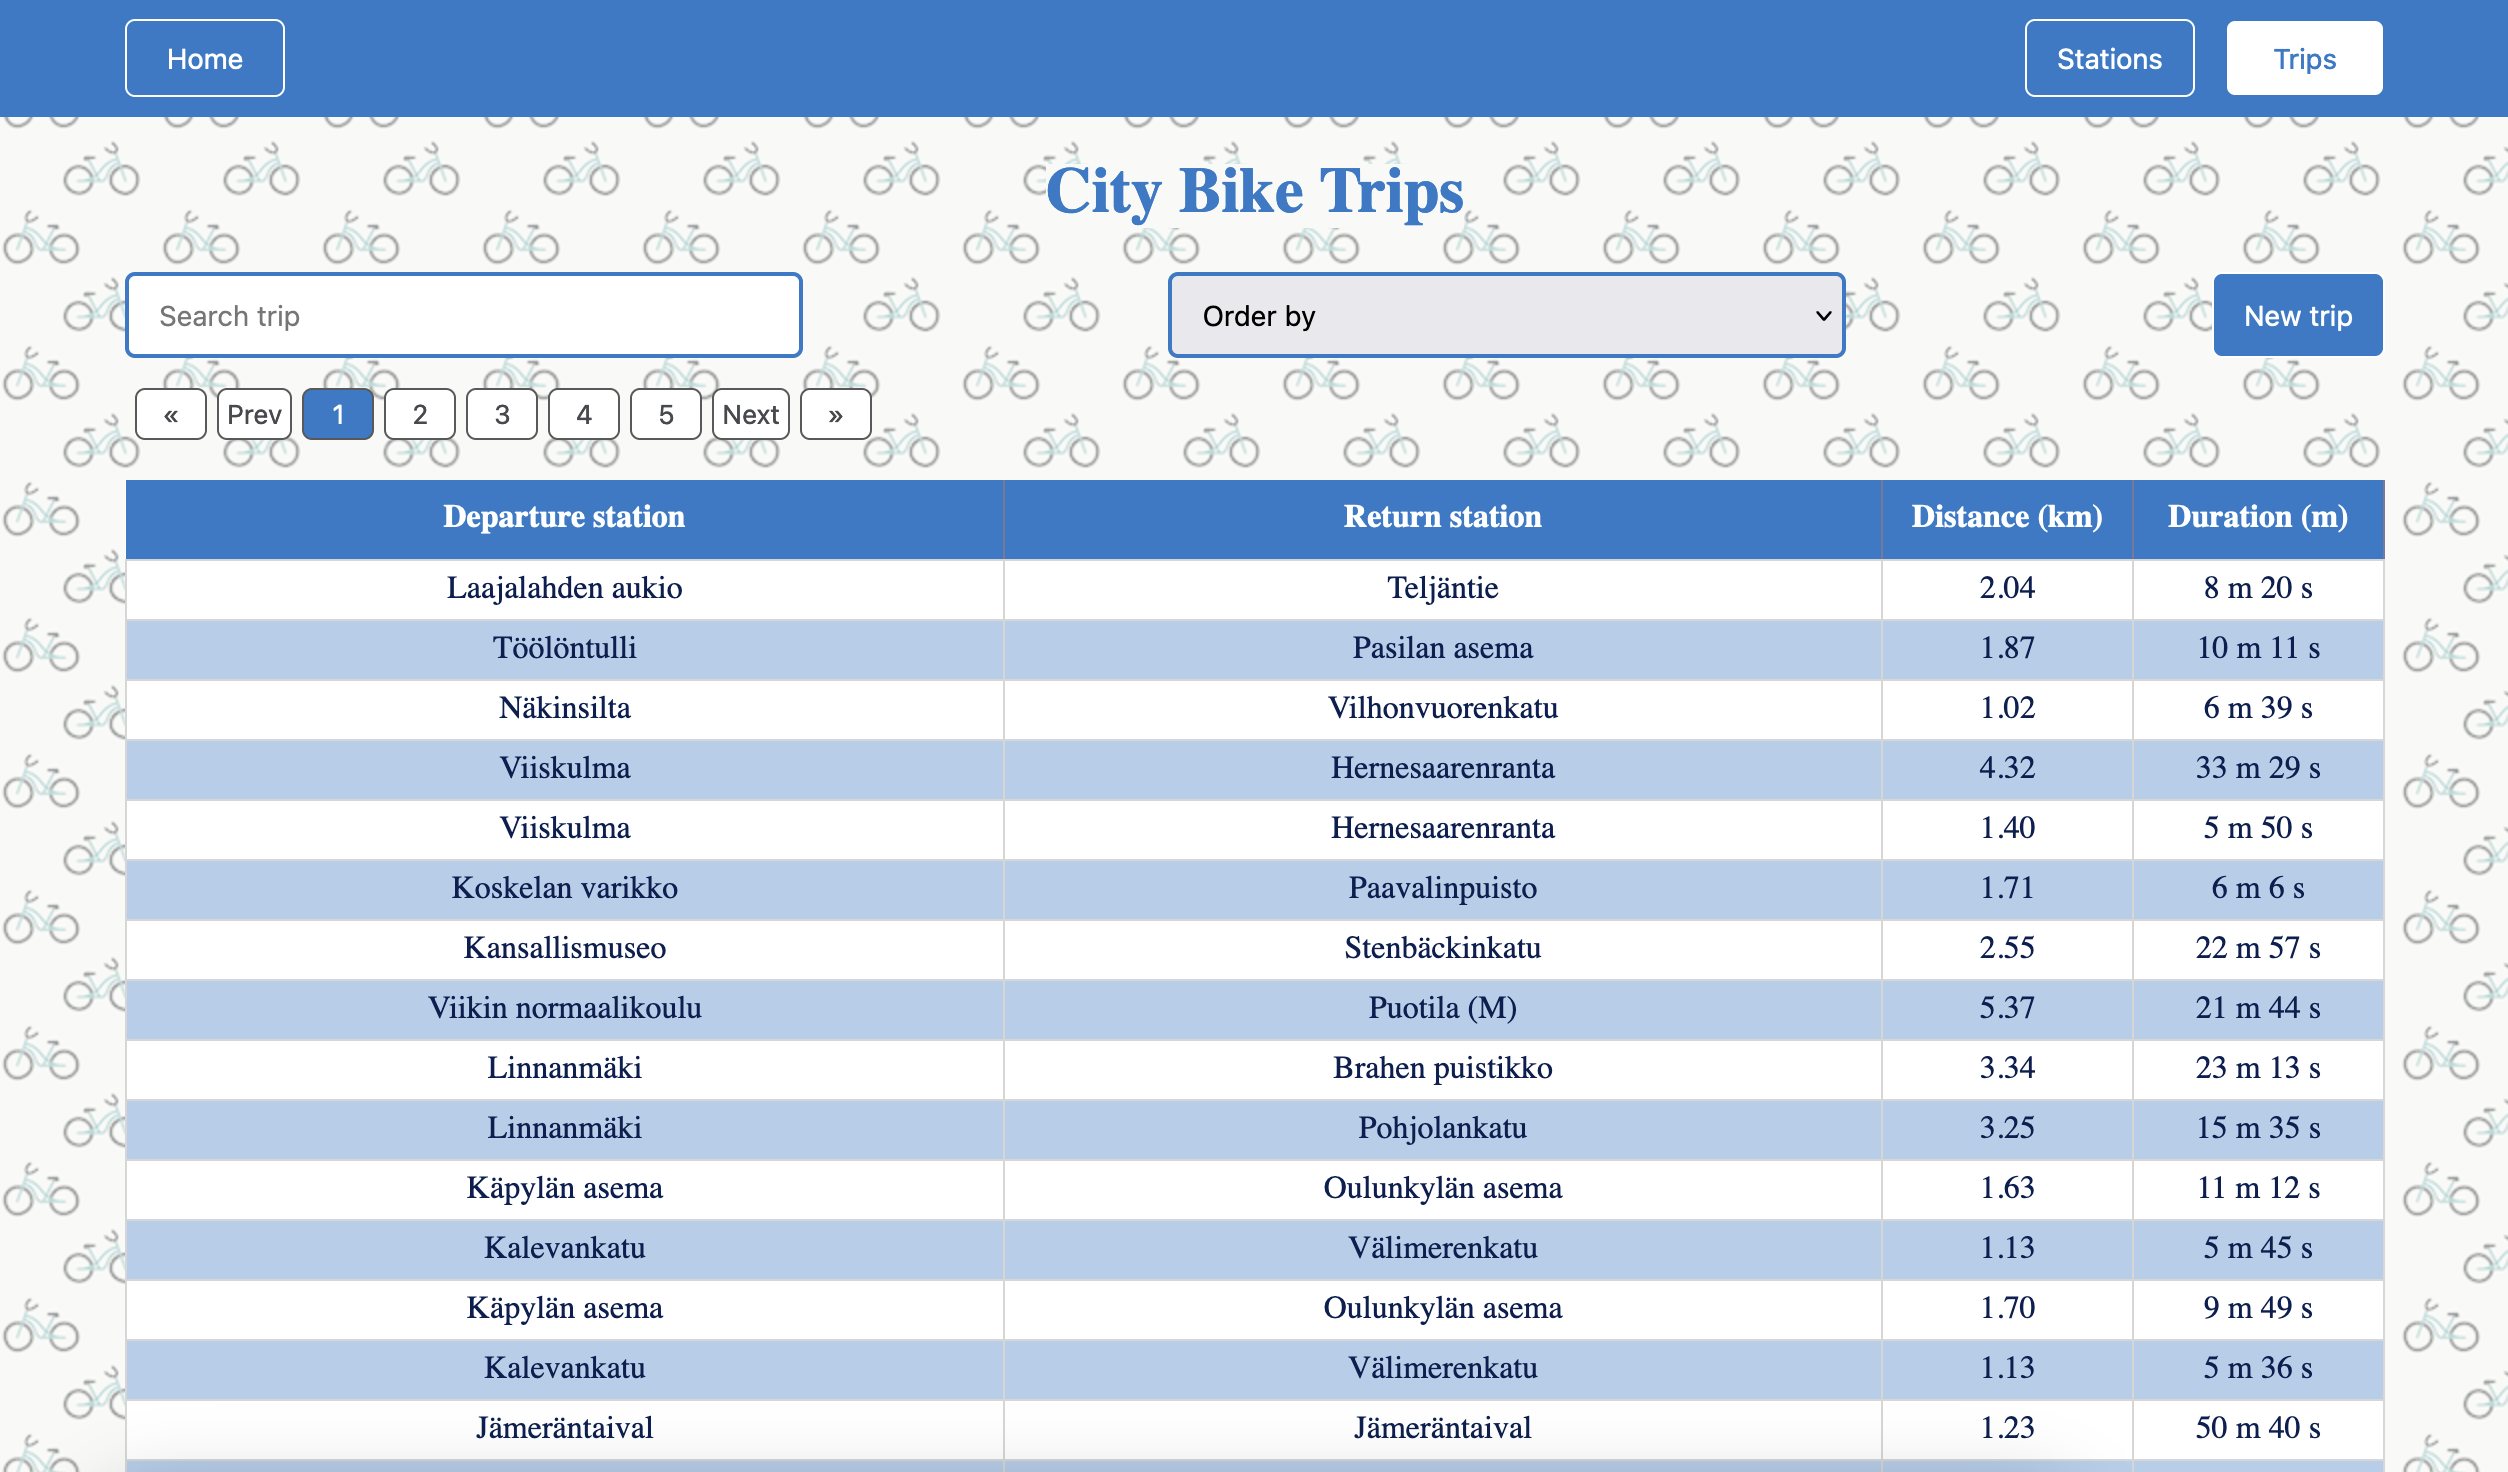 Home Stations Trips
City Bike Trips
Search trip Order by New trip
« Prev 1 2 3 4 5 Next »
Departure station Return station Distance (km) Duration (m)
Laajalahden aukio Teljäntie 2.04 8 m 20 s
Töölöntulli Pasilan asema 1.87 10 m 11 s
Näkinsilta Vilhonvuorenkatu 1.02 6 m 39 s
Viiskulma Hernesaarenranta 4.32 33 m 29 s
Viiskulma Hernesaarenranta 1.40 5 m 50 s
Koskelan varikko Paavalinpuisto 1.71 6 m 6 s
Kansallismuseo Stenbäckinkatu 2.55 22 m 57 s
Viikin normaalikoulu Puotila (M) 5.37 21 m 44 s
Linnanmäki Brahen puistikko 3.34 23 m 13 s
Linnanmäki Pohjolankatu 3.25 15 m 35 s
Käpylän asema Oulunkylän asema 1.63 11 m 12 s
Kalevankatu Välimerenkatu 1.13 5 m 45 s
Käpylän asema Oulunkylän asema 1.70 9 m 49 s
Kalevankatu Välimerenkatu 1.13 5 m 36 s
Jämeräntaival Jämeräntaival 1.23 50 m 40 s